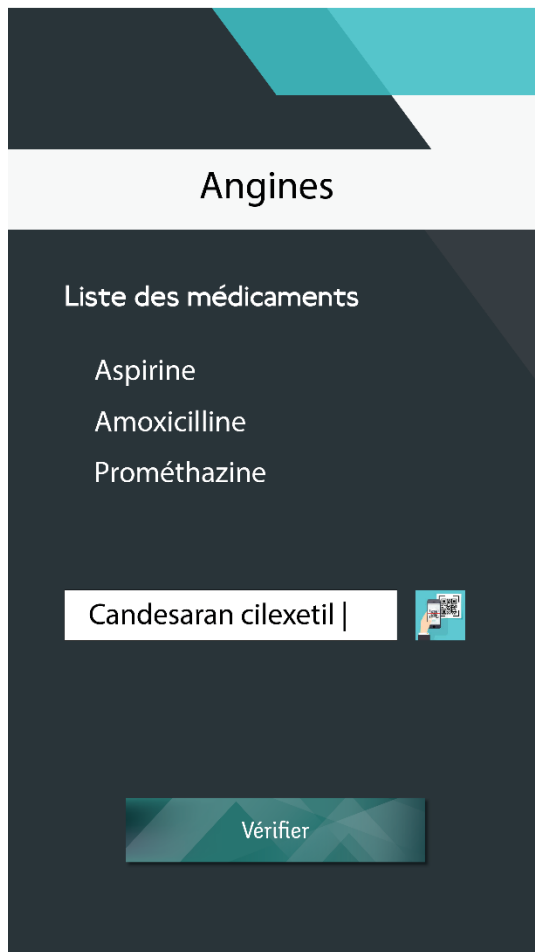 Angines
Liste des médicaments
Aspirine
Amoxicilline
Prométhazine
Candesaran cilexetil |
Vérifier